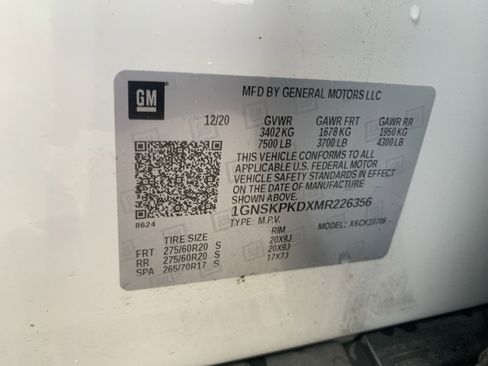 GM
MFD BY GENERAL MOTORS LLC
12/20 GVWR GAWR FRT GAWR RR
3402 KG 1678 KG 1950 KG
7500 LB 3700 LB 4300 LB
THIS VEHICLE CONFORMS TO ALL
APPLICABLE U.S. FEDERAL MOTOR
VEHICLE SAFETY STANDARDS IN EFFECT
ON THE DATE OF MANUFACTURE
SHOWN ABOVE.
1GNSKPKDXMR226356
8624 TYPE: M.P.V. MODEL: X6CK10706
TIRE SIZE RIM
FRT 275/60R20 S 20X9J
RR 275/60R20 S 20X9J
SPA 265/70R17 S 17X7J